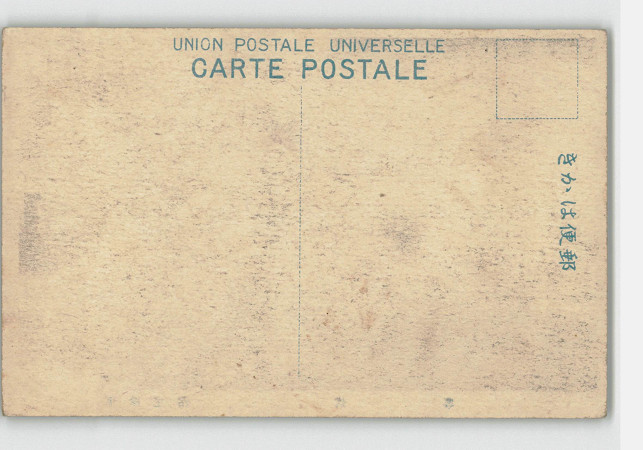 UNION POSTALE UNIVERSELLE
CARTE POSTALE
きかは便郵